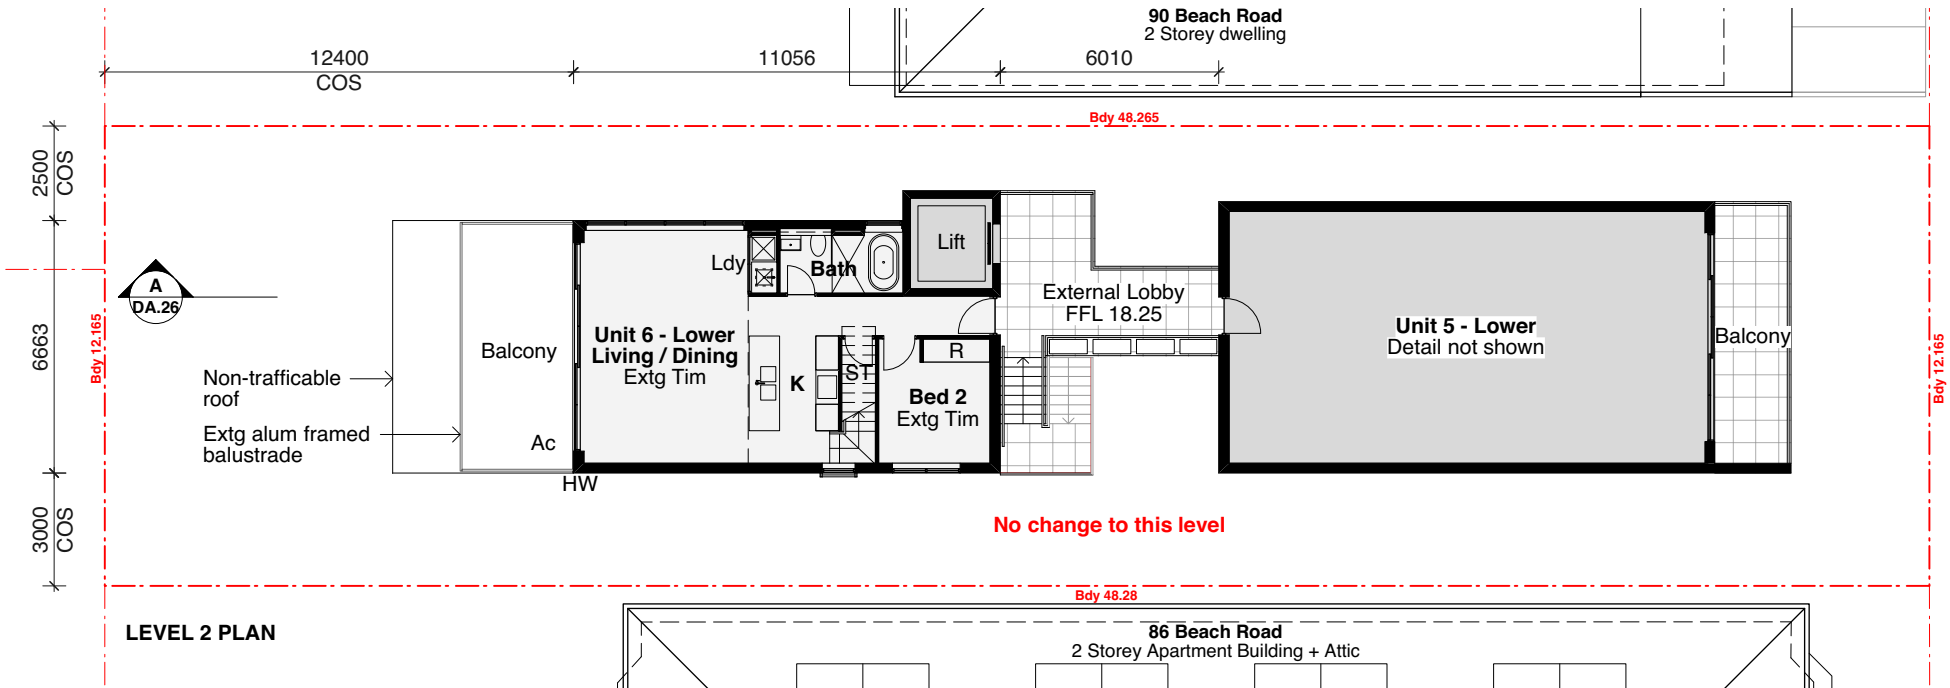 90 Beach Road
2 Storey dwelling
12400
COS
11056
6010
Bdy 48.265
2500
COS
6663
3000
COS
Bdy 12.165
A
DA.26
Non-trafficable
roof
Extg alum framed
balustrade
Balcony
Ac
HW
Unit 6 - Lower
Living / Dining
Extg Tim
Ldy
Bath
Lift
K
ST
R
Bed 2
Extg Tim
External Lobby
FFL 18.25
Unit 5 - Lower
Detail not shown
Balcony
Bdy 12.165
No change to this level
Bdy 48.28
LEVEL 2 PLAN
86 Beach Road
2 Storey Apartment Building + Attic